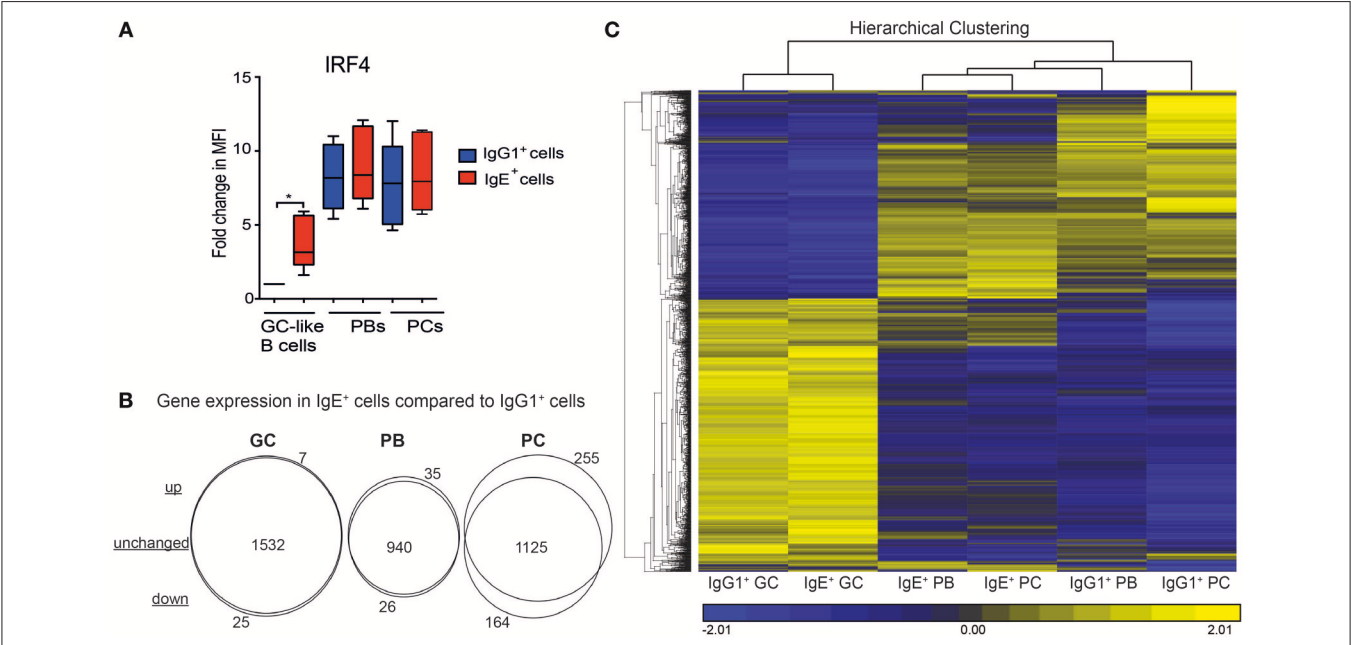 A
IRF4
Fold change in MFI
15
10
5
0
*
IgG1+ cells
IgE+ cells
GC-like
B cells
PBs
PCs
B
Gene expression in IgE+ cells compared to IgG1+ cells
GC
PB
PC
up
unchanged
down
7
1532
25
35
940
26
255
1125
164
C
Hierarchical Clustering
IgG1+ GC
IgE+ GC
IgE+ PB
IgE+ PC
IgG1+ PB
IgG1+ PC
-2.01
0.00
2.01